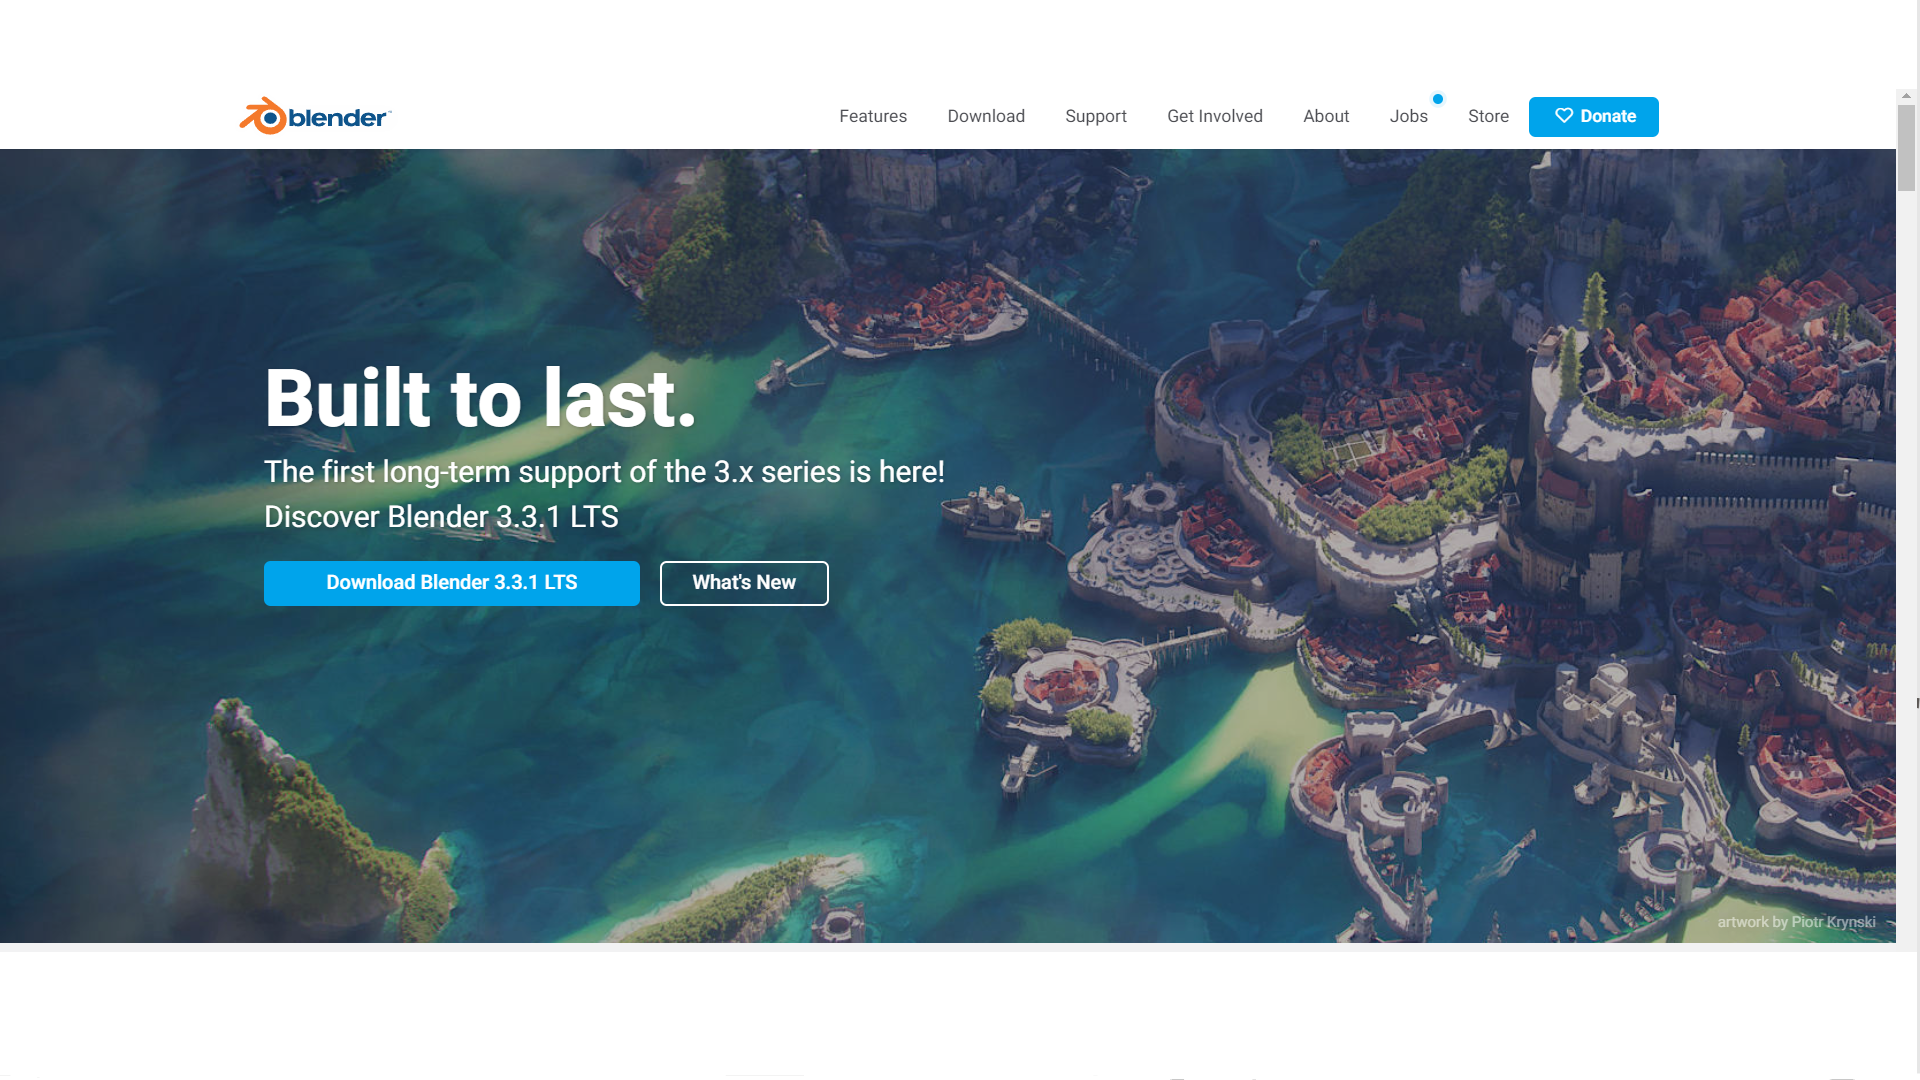 blender
Features Download Support Get Involved About Jobs Store Donate
Built to last.
The first long-term support of the 3.x series is here!
Discover Blender 3.3.1 LTS
Download Blender 3.3.1 LTS What's New
artwork by Piotr Krynski